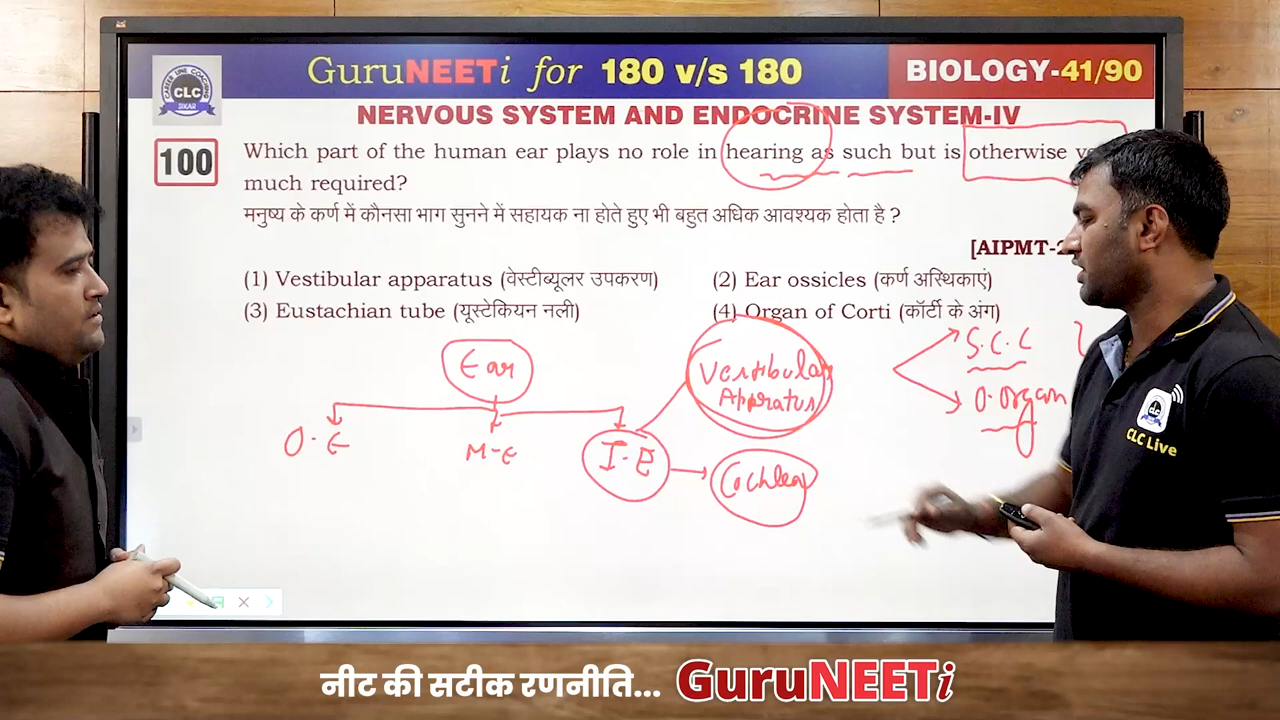 GuruNEETi for 180 v/s 180
BIOLOGY-41/90
CLC
SIKAR
NERVOUS SYSTEM AND ENDOCRINE SYSTEM-IV
100
Which part of the human ear plays no role in hearing as such but is otherwise
much required?
मनुष्य के कर्ण में कौनसा भाग सुनने में सहायक ना होते हुए भी बहुत अधिक आवश्यक होता है ?
[AIPMT-2
(1) Vestibular apparatus (वेस्टीब्यूलर उपकरण)
(2) Ear ossicles (कर्ण अस्थिकाएं)
(3) Eustachian tube (यूस्टेकियन नली)
(4) Organ of Corti (कॉर्टी के अंग)
Ear
Vestibular
Apparatus
S.C.C
O.organ
O.E
M-E
I-E
Cochlea
CLC
CLC Live
नीट की सटीक रणनीति...
GuruNEETi